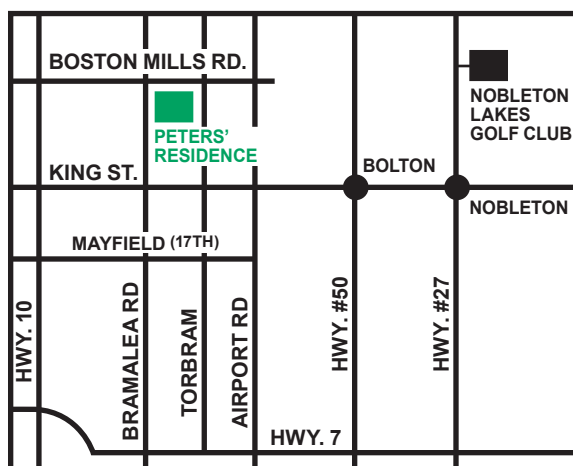 BOSTON MILLS RD.
NOBLETON
LAKES
GOLF CLUB
PETERS'
RESIDENCE
KING ST.
BOLTON
NOBLETON
MAYFIELD (17TH)
HWY. 10
BRAMALEA RD
TORBRAM
AIRPORT RD
HWY. #50
HWY. #27
HWY. 7